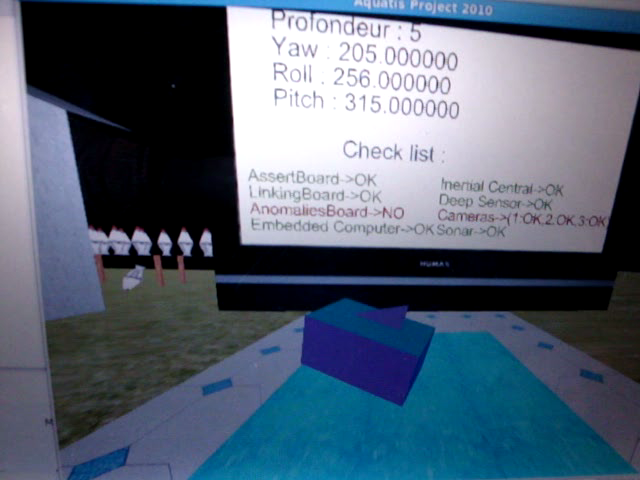 Aquatis Project 2010
Profondeur : 5
Yaw : 205.000000
Roll : 256.000000
Pitch : 315.000000
Check list :
AssertBoard->OK
LinkingBoard->OK
AnomaliesBoard->NO
Embedded Computer->OK
Inertial Central->OK
Deep Sensor->OK
Cameras->(1:OK,2:OK,3:OK
Sonar->OK
HUMAX